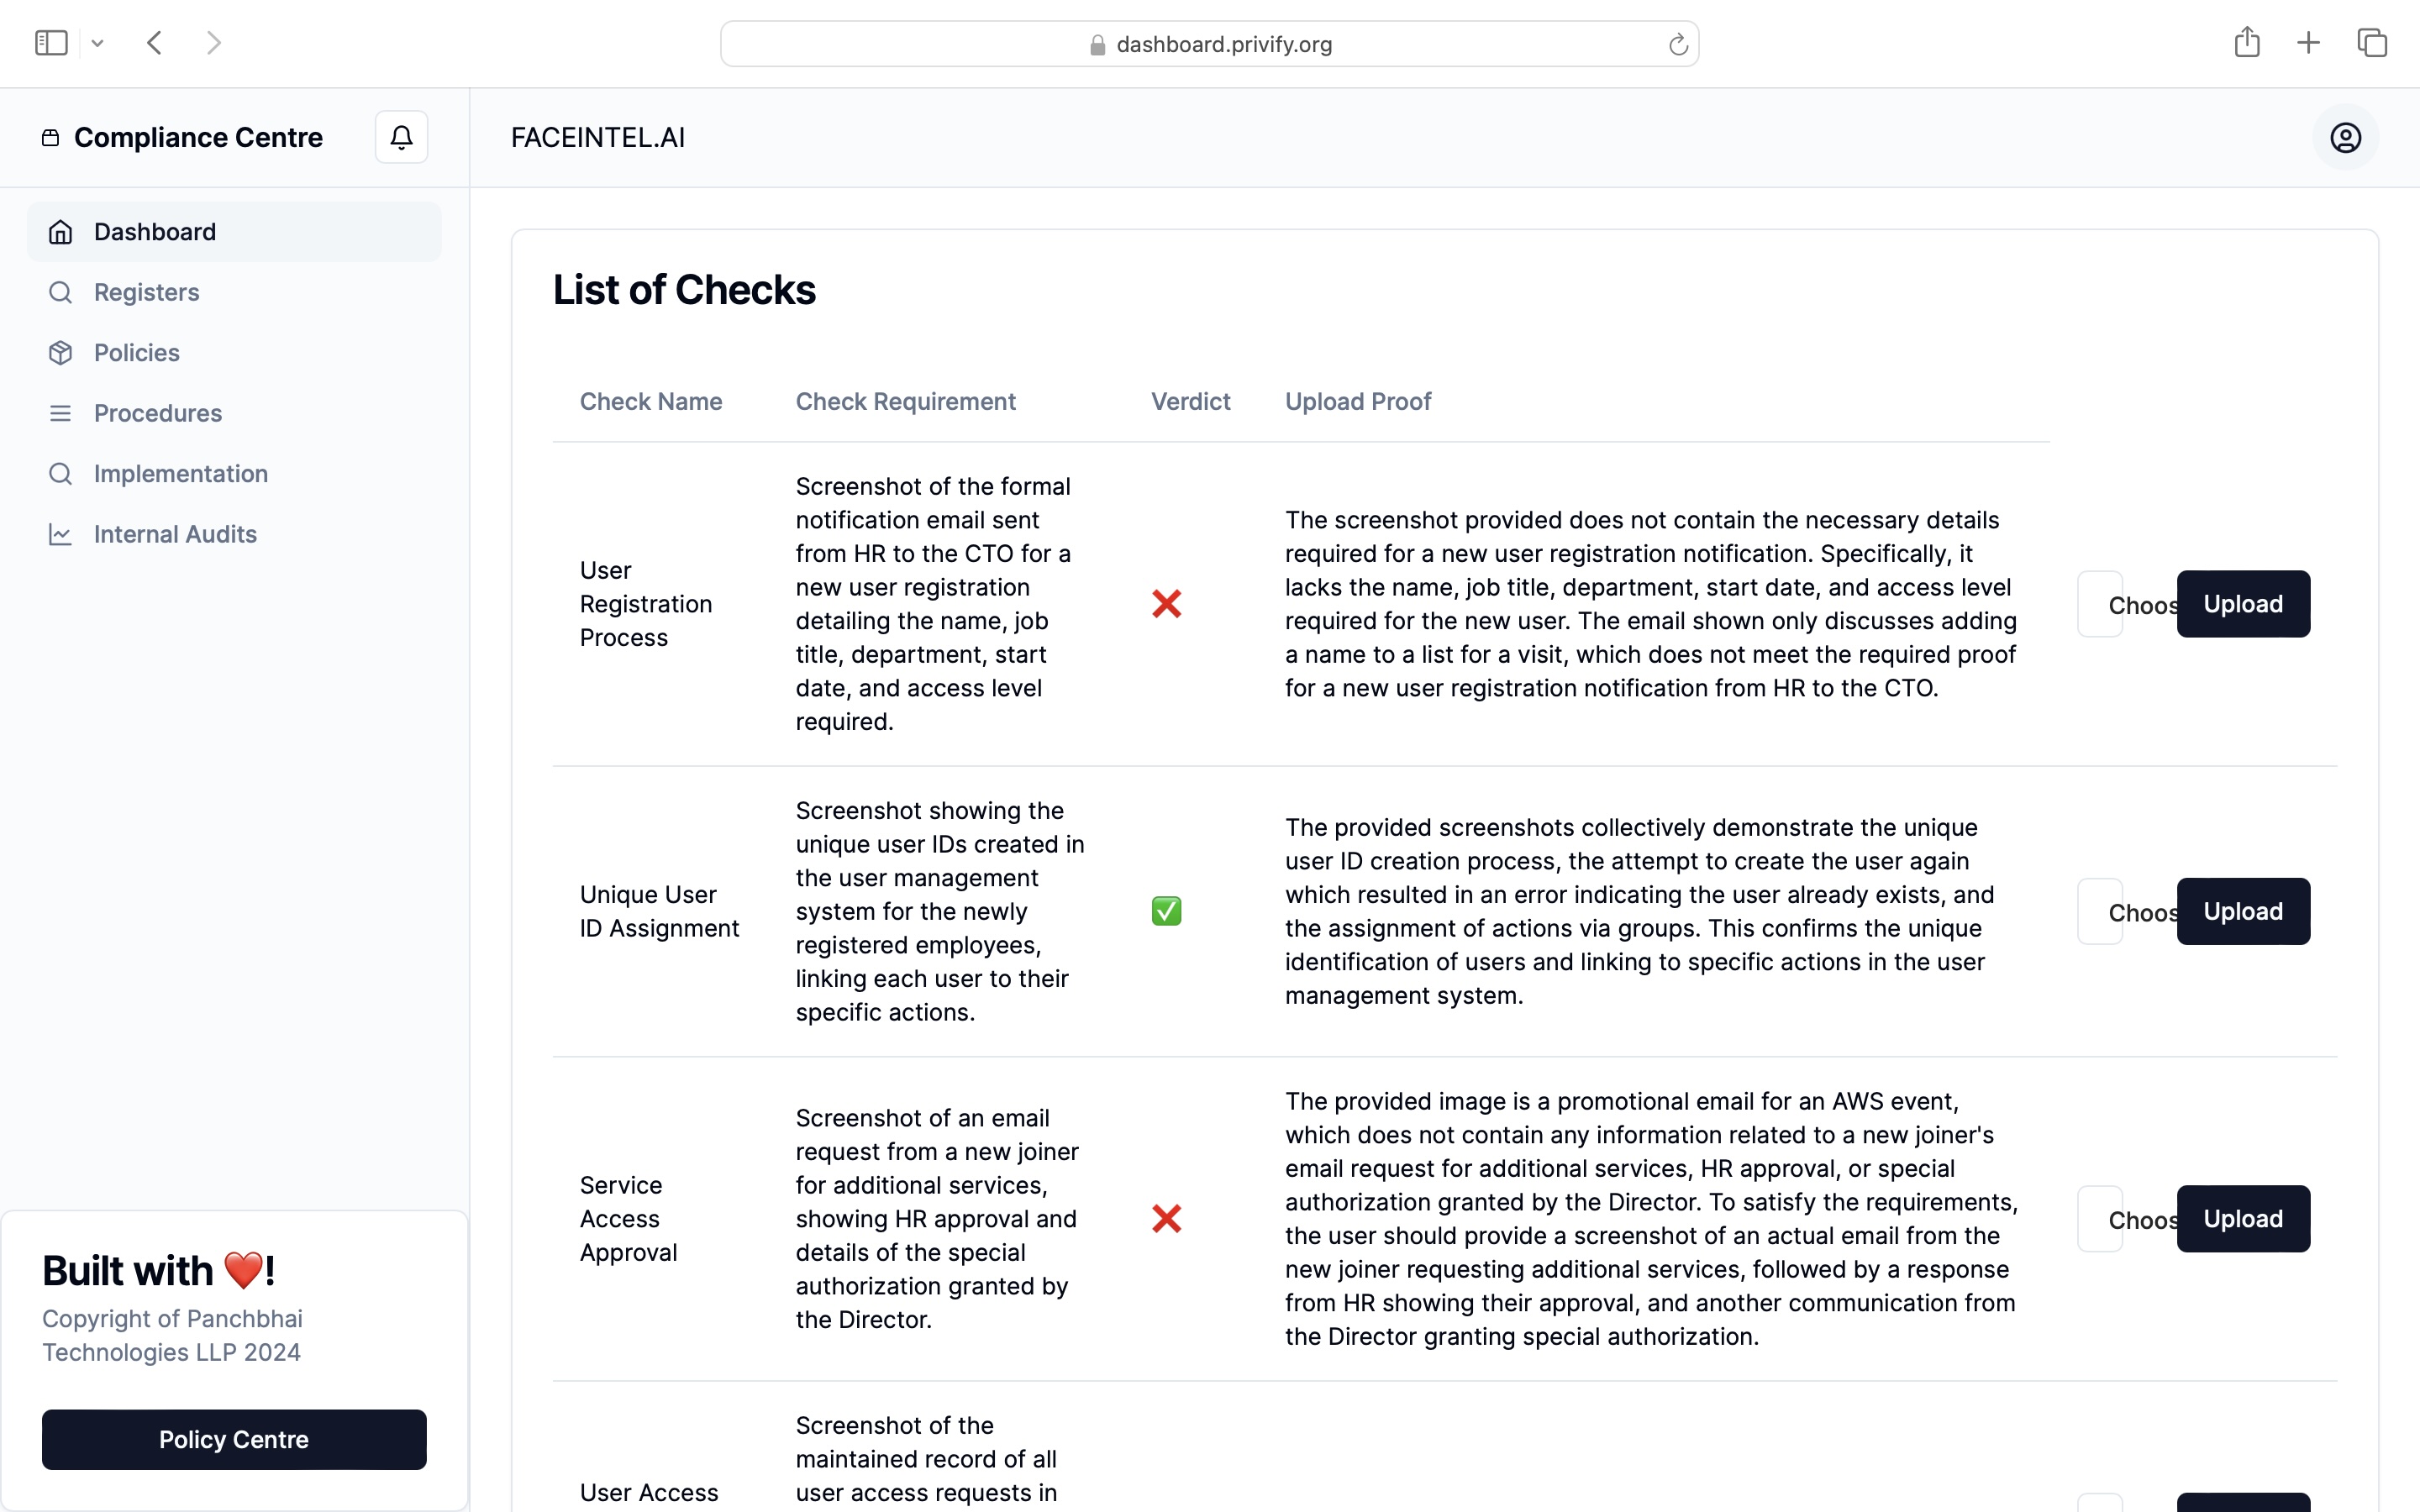 dashboard.privify.org
Compliance Centre
FACEINTEL.AI
Dashboard
Registers
Policies
Procedures
Implementation
Internal Audits
Built with ❤️!
Copyright of Panchbhai
Technologies LLP 2024
Policy Centre
List of Checks
Check Name
Check Requirement
Verdict
Upload Proof
User
Registration
Process
Screenshot of the formal
notification email sent
from HR to the CTO for a
new user registration
detailing the name, job
title, department, start
date, and access level
required.
❌
The screenshot provided does not contain the necessary details
required for a new user registration notification. Specifically, it
lacks the name, job title, department, start date, and access level
required for the new user. The email shown only discusses adding
a name to a list for a visit, which does not meet the required proof
for a new user registration notification from HR to the CTO.
Choos
Upload
Unique User
ID Assignment
Screenshot showing the
unique user IDs created in
the user management
system for the newly
registered employees,
linking each user to their
specific actions.
✅
The provided screenshots collectively demonstrate the unique
user ID creation process, the attempt to create the user again
which resulted in an error indicating the user already exists, and
the assignment of actions via groups. This confirms the unique
identification of users and linking to specific actions in the user
management system.
Choos
Upload
Service
Access
Approval
Screenshot of an email
request from a new joiner
for additional services,
showing HR approval and
details of the special
authorization granted by
the Director.
❌
The provided image is a promotional email for an AWS event,
which does not contain any information related to a new joiner's
email request for additional services, HR approval, or special
authorization granted by the Director. To satisfy the requirements,
the user should provide a screenshot of an actual email from the
new joiner requesting additional services, followed by a response
from HR showing their approval, and another communication from
the Director granting special authorization.
Choos
Upload
User Access
Screenshot of the
maintained record of all
user access requests in